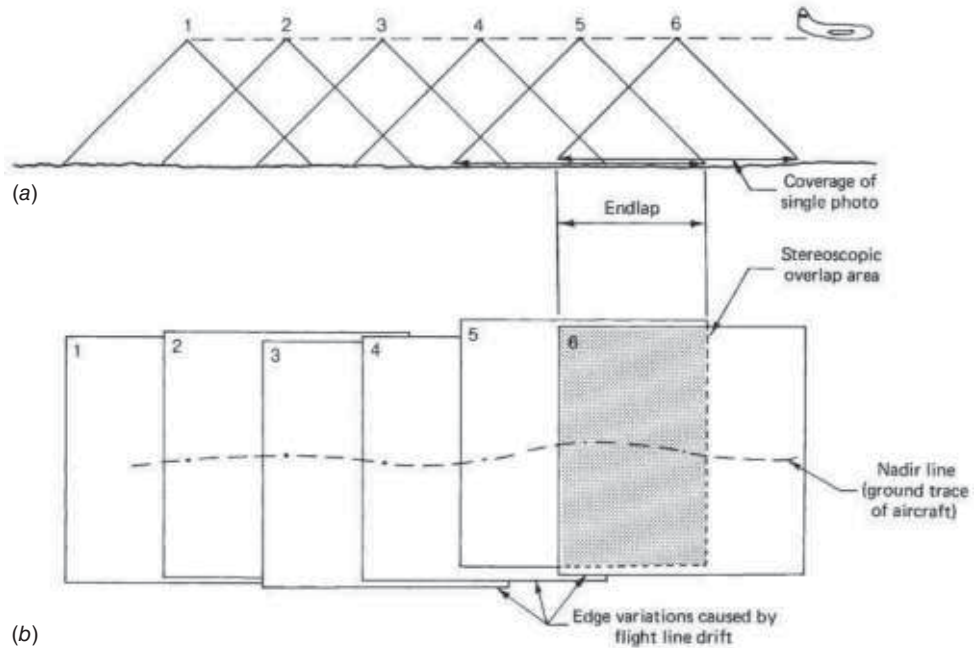 1 2 3 4 5 6
(a)
Coverage of
single photo
Endlap
Stereoscopic
overlap area
1
2
3
4
5
6
Nadir line
(ground trace
of aircraft)
Edge variations caused by
flight line drift
(b)